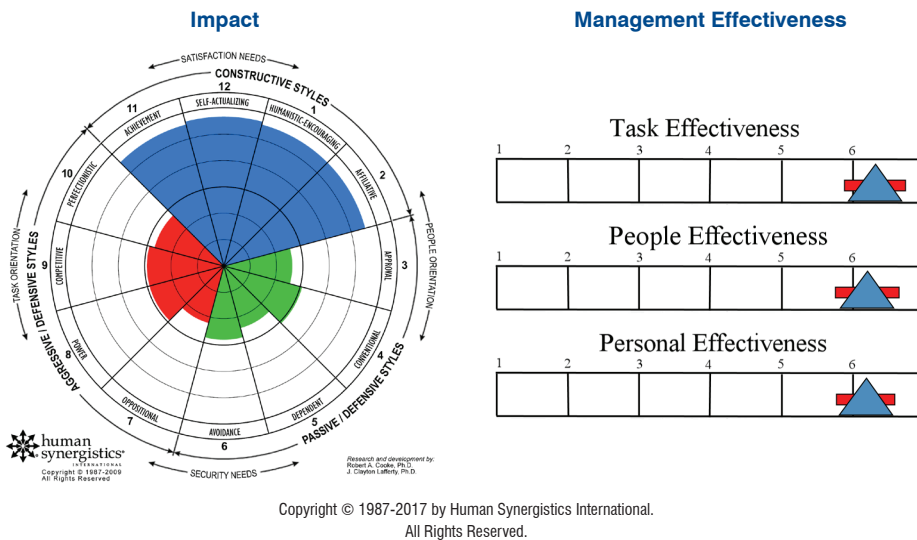 Impact
SATISFACTION NEEDS
CONSTRUCTIVE STYLES
12
SELF-ACTUALIZING
1
HUMANISTIC-ENCOURAGING
2
AFFILIATIVE
PEOPLE ORIENTATION
3
APPROVAL
4
CONVENTIONAL
PASSIVE / DEFENSIVE STYLES
5
DEPENDENT
6
AVOIDANCE
SECURITY NEEDS
7
OPPOSITIONAL
8
POWER
AGGRESSIVE / DEFENSIVE STYLES
9
COMPETITIVE
TASK ORIENTATION
10
PERFECTIONISTIC
11
ACHIEVEMENT
human
synergistics®
INTERNATIONAL
Copyright © 1987-2009
All Rights Reserved
Research and development by:
Robert A. Cooke, Ph.D.
J. Clayton Lafferty, Ph.D.
Management Effectiveness
Task Effectiveness
1 2 3 4 5 6
People Effectiveness
1 2 3 4 5 6
Personal Effectiveness
1 2 3 4 5 6
Copyright © 1987-2017 by Human Synergistics International.
All Rights Reserved.